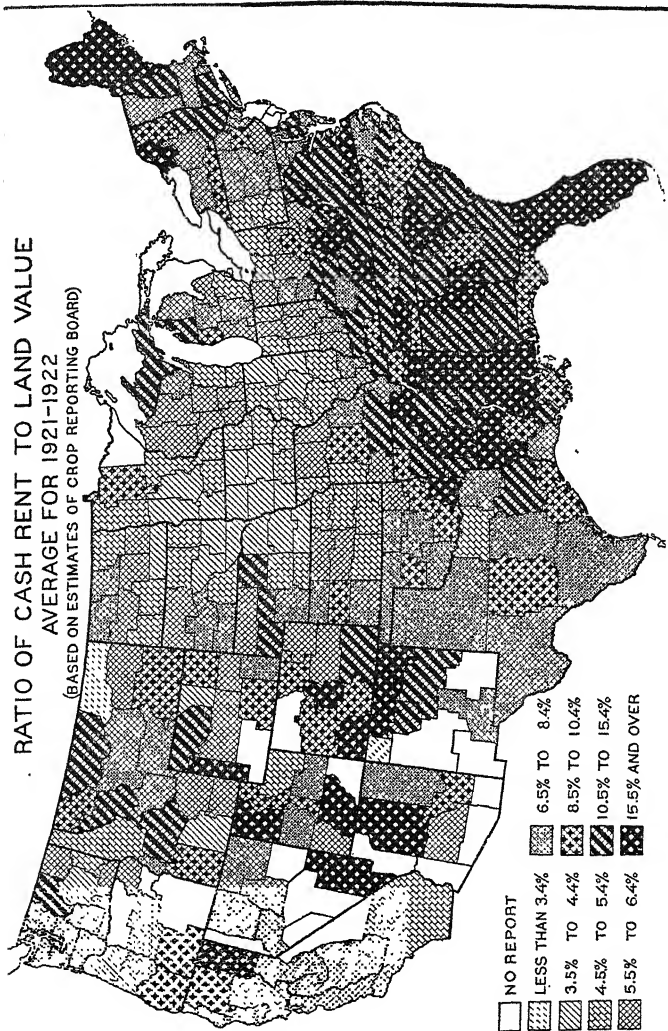 RATIO OF CASH RENT TO LAND VALUE
AVERAGE FOR 1921-1922
(BASED ON ESTIMATES OF CROP REPORTING BOARD)
NO REPORT
LESS THAN 3.4%
3.5% TO 4.4%
4.5% TO 5.4%
5.5% TO 6.4%
6.5% TO 8.4%
8.5% TO 10.4%
10.5% TO 15.4%
15.5% AND OVER